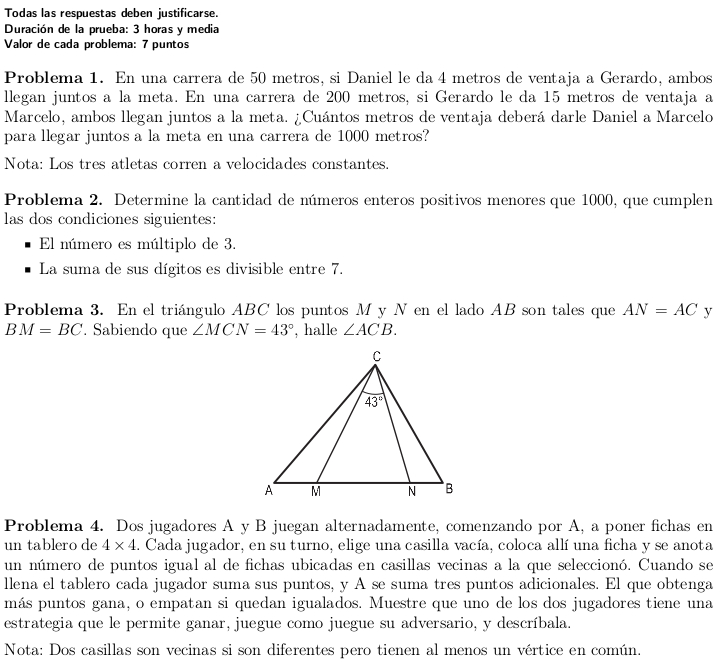 Todas las respuestas deben justificarse.
Duración de la prueba: 3 horas y media
Valor de cada problema: 7 puntos
Problema 1. En una carrera de 50 metros, si Daniel le da 4 metros de ventaja a Gerardo, ambos
llegan juntos a la meta. En una carrera de 200 metros, si Gerardo le da 15 metros de ventaja a
Marcelo, ambos llegan juntos a la meta. ¿Cuántos metros de ventaja deberá darle Daniel a Marcelo
para llegar juntos a la meta en una carrera de 1000 metros?
Nota: Los tres atletas corren a velocidades constantes.
Problema 2. Determine la cantidad de números enteros positivos menores que 1000, que cumplen
las dos condiciones siguientes:
▪ El número es múltiplo de 3.
▪ La suma de sus dígitos es divisible entre 7.
Problema 3. En el triángulo ABC los puntos M y N en el lado AB son tales que AN = AC y
BM = BC. Sabiendo que ∠MCN = 43°, halle ∠ACB.
C
43°
A M N B
Problema 4. Dos jugadores A y B juegan alternadamente, comenzando por A, a poner fichas en
un tablero de 4 × 4. Cada jugador, en su turno, elige una casilla vacía, coloca allí una ficha y se anota
un número de puntos igual al de fichas ubicadas en casillas vecinas a la que seleccionó. Cuando se
llena el tablero cada jugador suma sus puntos, y A se suma tres puntos adicionales. El que obtenga
más puntos gana, o empatan si quedan igualados. Muestre que uno de los dos jugadores tiene una
estrategia que le permite ganar, juegue como juegue su adversario, y descríbala.
Nota: Dos casillas son vecinas si son diferentes pero tienen al menos un vértice en común.